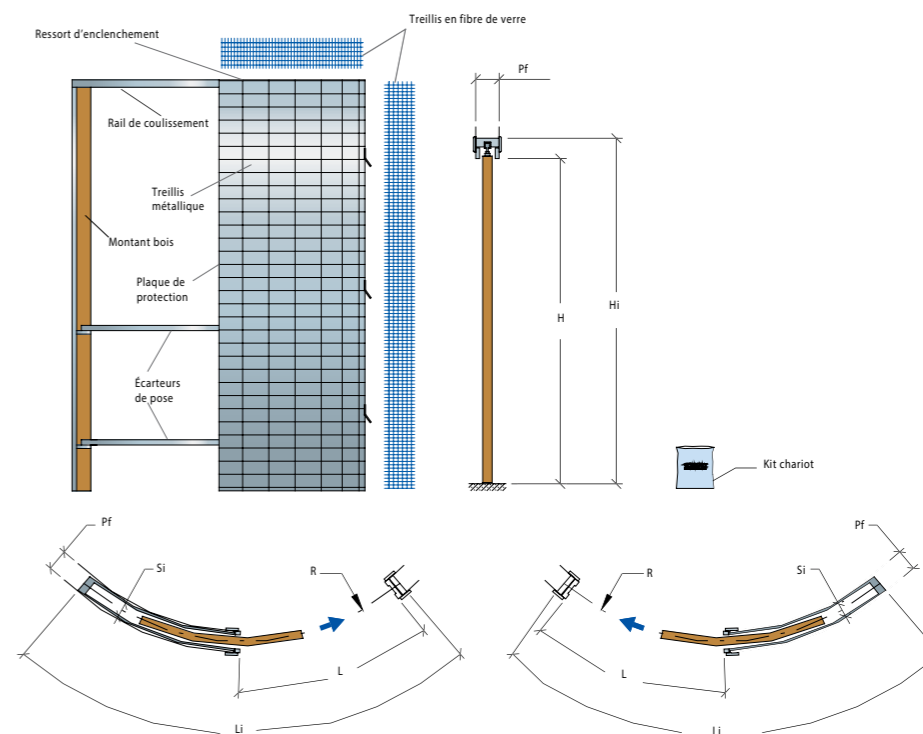 Treillis en fibre de verre
Ressort d'enclenchement
Pf
Rail de coulissement
Treillis
métallique
Montant bois
Plaque de
protection
H
Hi
Écarteurs
de pose
Kit chariot
Pf
Si
R
L
Li
Pf
Si
R
L
Li